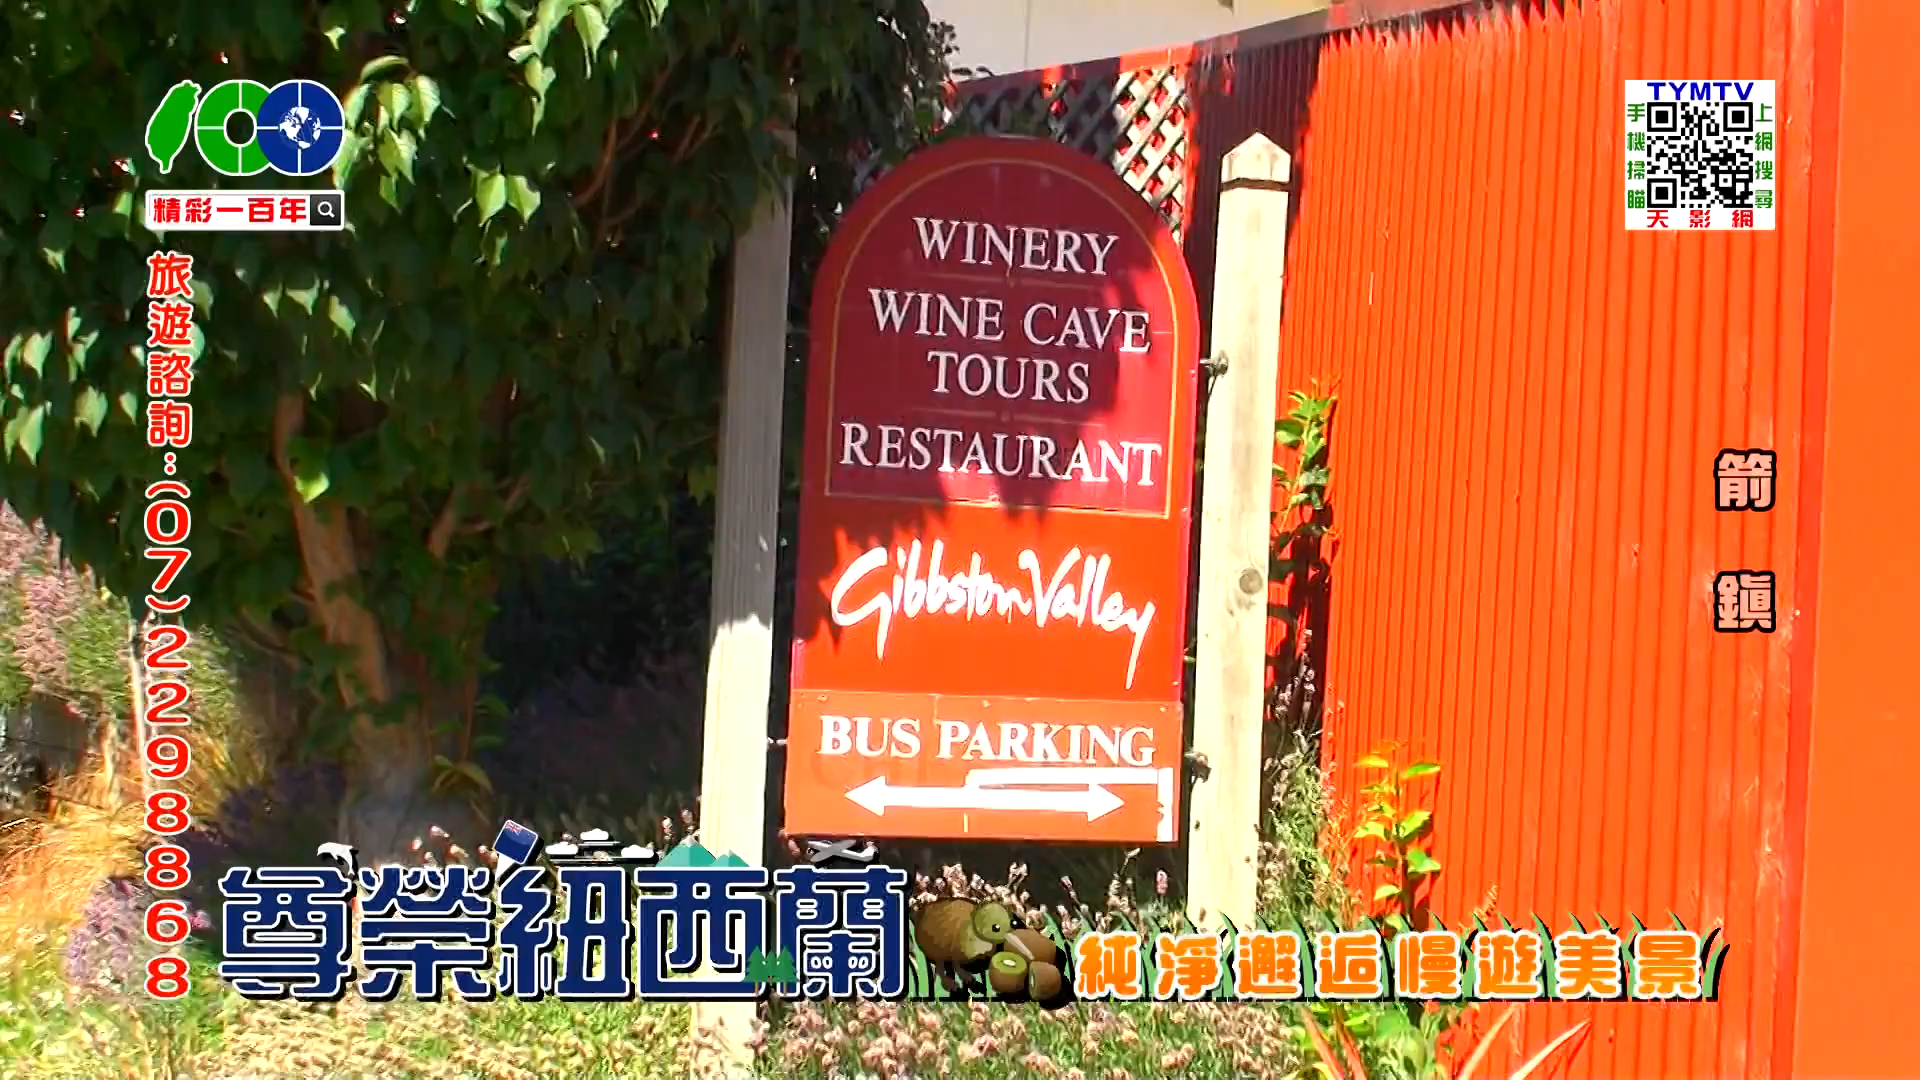 100
精彩一百年
旅遊諮詢:(07)2298868
WINERY
WINE CAVE
TOURS
RESTAURANT
Gibbston Valley
BUS PARKING
TYMTV
手機掃瞄
上網搜尋
天影網
箭鎮
尊榮紐西蘭
純淨邂逅慢遊美景